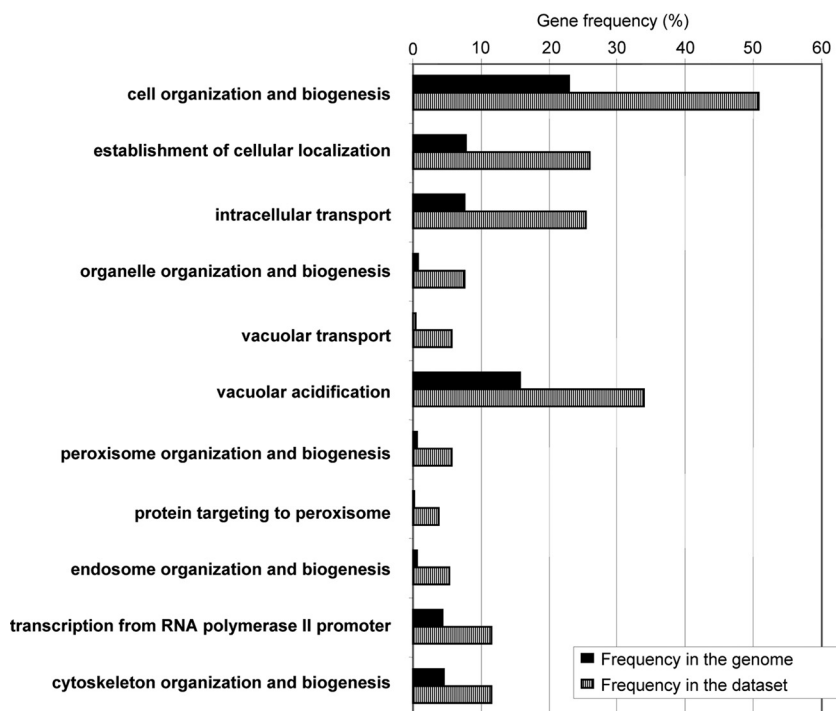 Gene frequency (%)
0 10 20 30 40 50 60
cell organization and biogenesis
establishment of cellular localization
intracellular transport
organelle organization and biogenesis
vacuolar transport
vacuolar acidification
peroxisome organization and biogenesis
protein targeting to peroxisome
endosome organization and biogenesis
transcription from RNA polymerase II promoter
cytoskeleton organization and biogenesis
Frequency in the genome
Frequency in the dataset